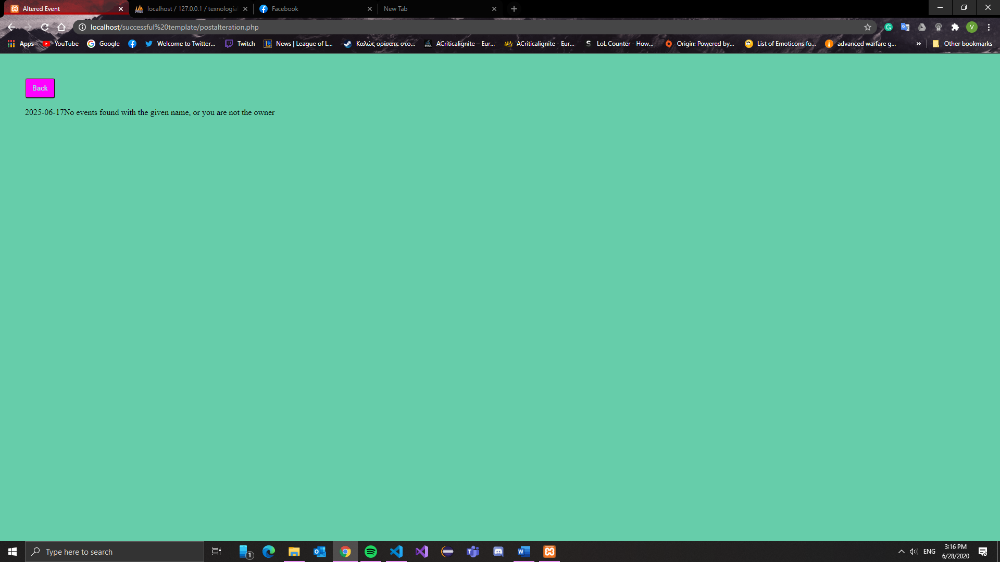 Altered Event
localhost / 127.0.0.1 / texnologia
Facebook
New Tab
localhost/successful%20template/postalteration.php
V
Apps
YouTube
Google
Welcome to Twitter...
Twitch
News | League of L...
Καλώς ορίσατε στο...
ACriticalignite – Eur...
ACriticalignite - Eur...
S
LoL Counter - How...
Origin: Powered by...
List of Emoticons fo...
advanced warfare g...
»
Other bookmarks
Back
2025-06-17No events found with the given name, or you are not the owner
Type here to search
1
ENG
3:16 PM
6/28/2020